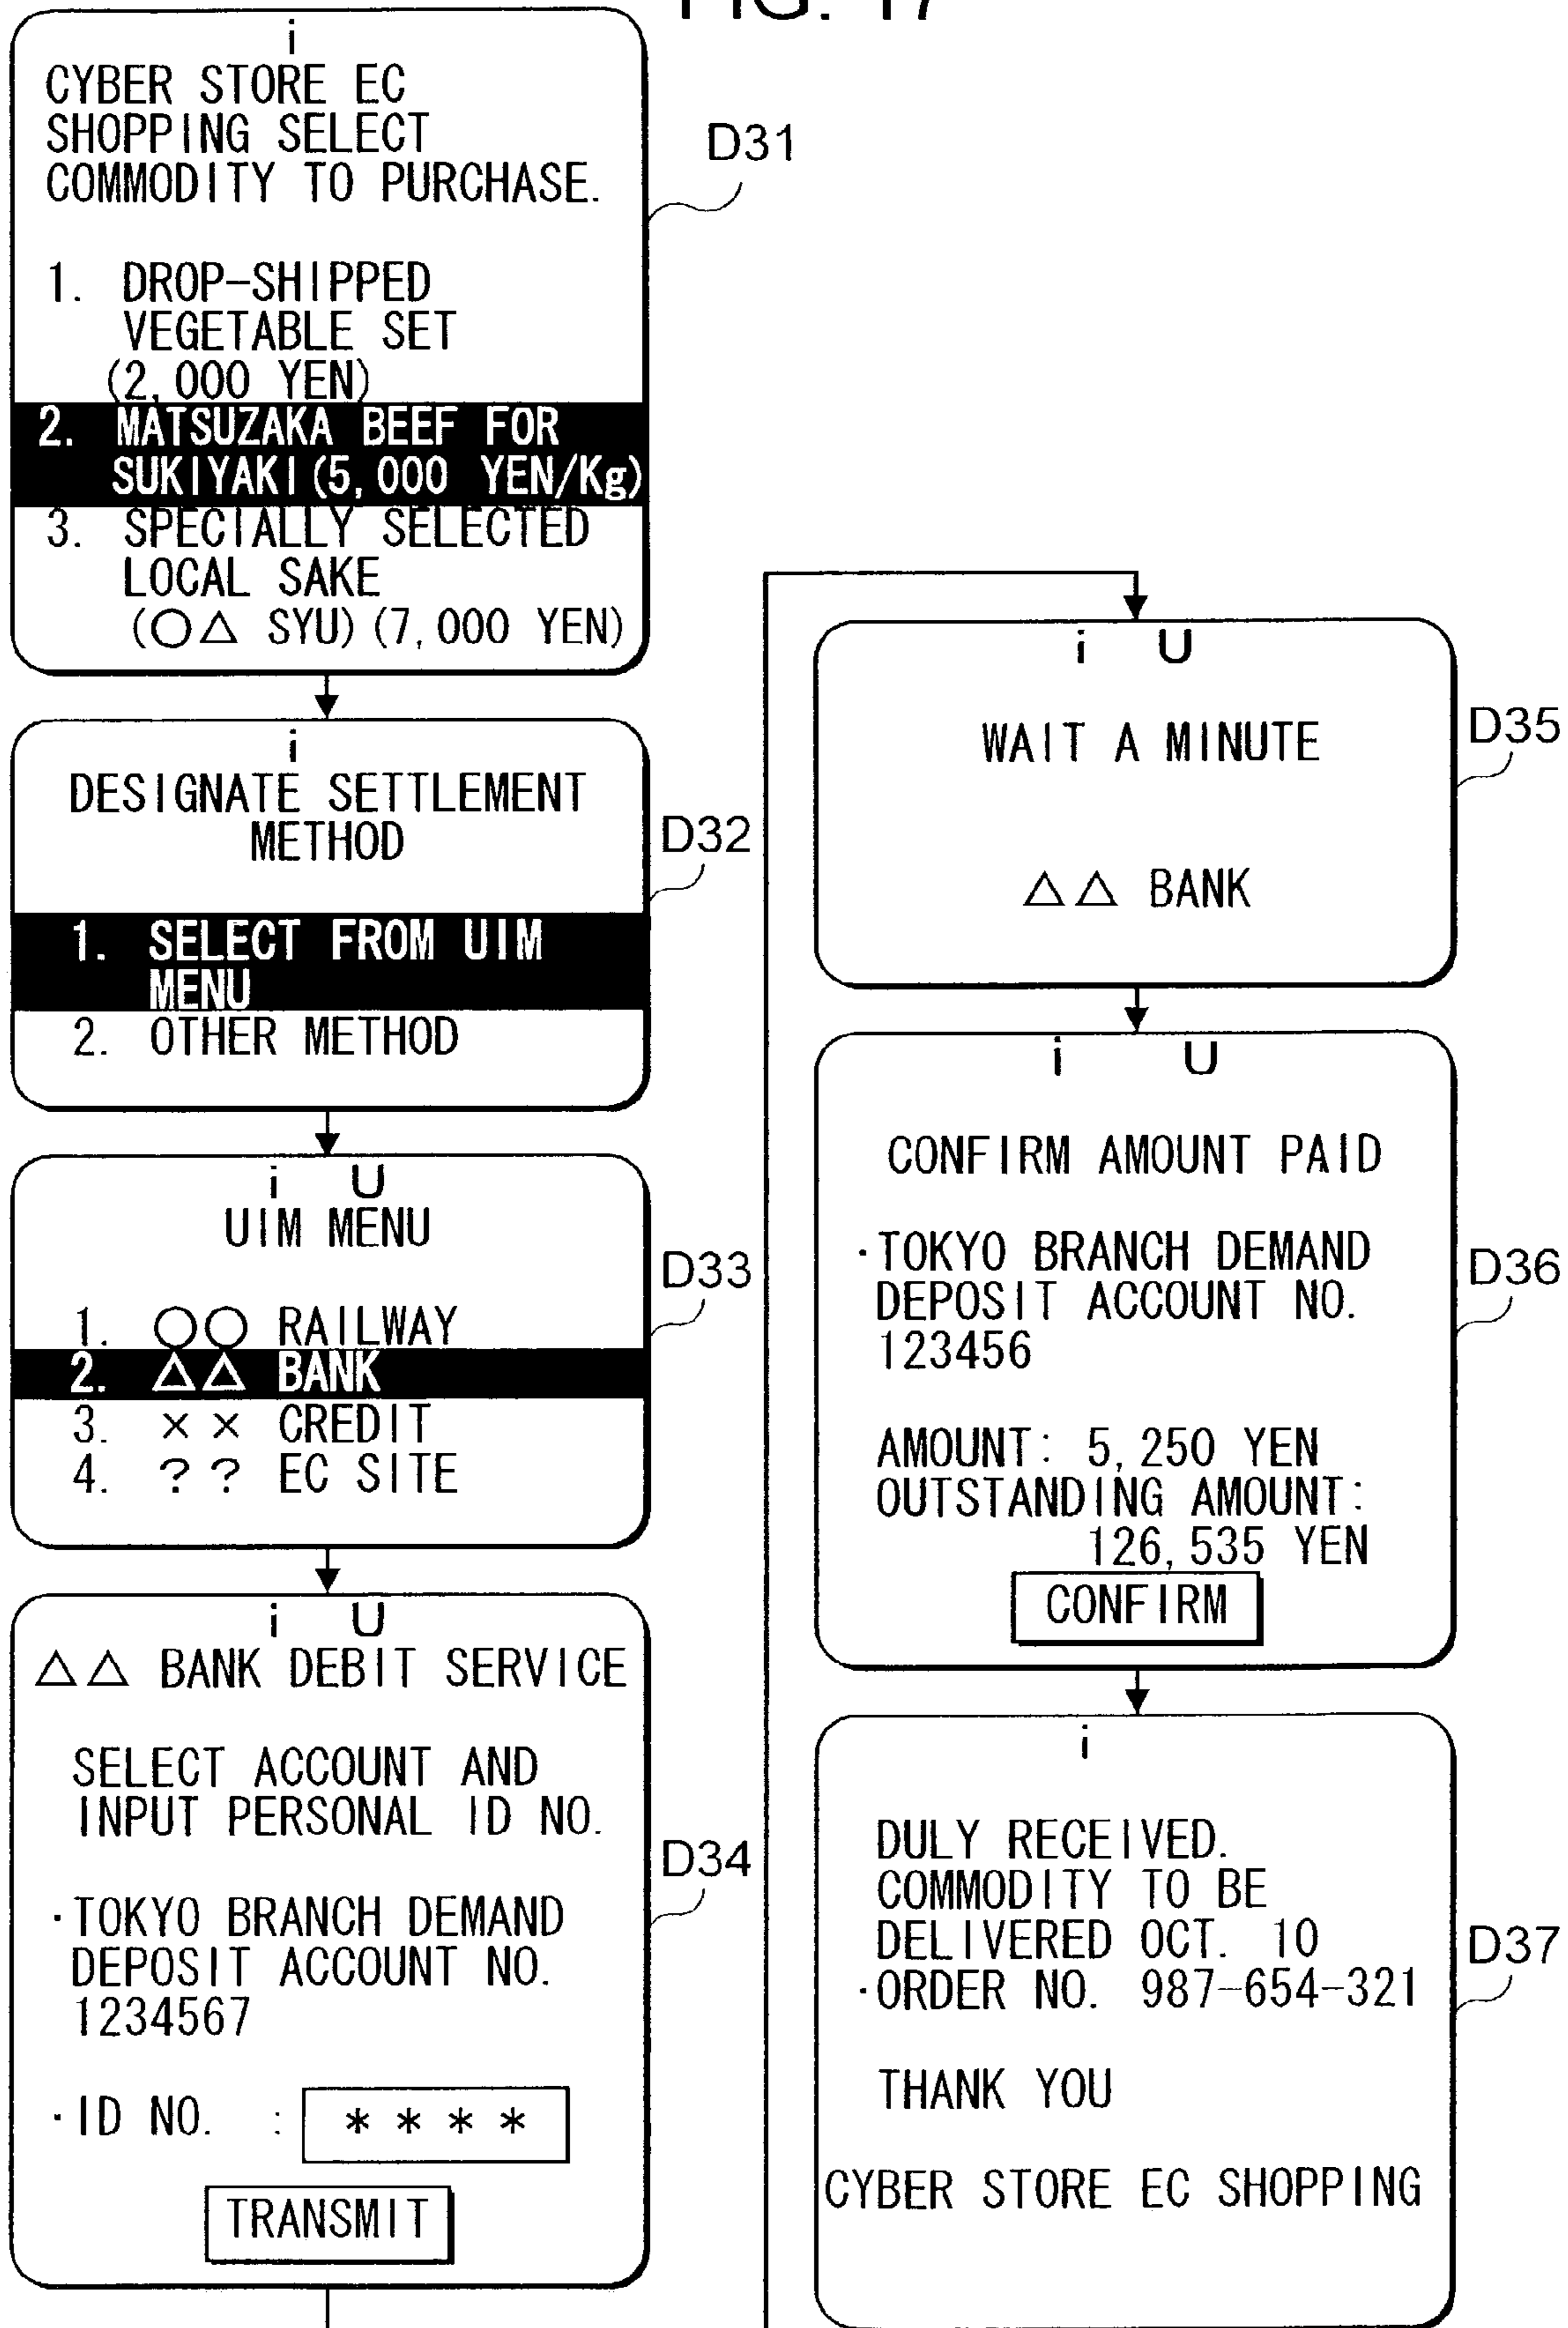 FIG. 17
i
CYBER STORE EC
SHOPPING SELECT
COMMODITY TO PURCHASE.
1. DROP-SHIPPED
VEGETABLE SET
(2,000 YEN)
2. MATSUZAKA BEEF FOR
SUKIYAKI(5,000 YEN/Kg)
3. SPECIALLY SELECTED
LOCAL SAKE
(○△ SYU)(7,000 YEN)
D31
i
DESIGNATE SETTLEMENT
METHOD
1. SELECT FROM UIM
MENU
2. OTHER METHOD
D32
i U
UIM MENU
1. ○○ RAILWAY
2. △△ BANK
3. ×× CREDIT
4. ?? EC SITE
D33
i U
△△ BANK DEBIT SERVICE
SELECT ACCOUNT AND
INPUT PERSONAL ID NO.
·TOKYO BRANCH DEMAND
DEPOSIT ACCOUNT NO.
1234567
·ID NO. : ****
TRANSMIT
D34
i U
WAIT A MINUTE
△△ BANK
D35
i U
CONFIRM AMOUNT PAID
·TOKYO BRANCH DEMAND
DEPOSIT ACCOUNT NO.
123456
AMOUNT: 5,250 YEN
OUTSTANDING AMOUNT:
126,535 YEN
CONFIRM
D36
i
DULY RECEIVED.
COMMODITY TO BE
DELIVERED OCT. 10
·ORDER NO. 987-654-321
THANK YOU
CYBER STORE EC SHOPPING
D37